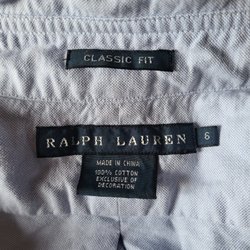 CLASSIC FIT
RALPH LAUREN 6
MADE IN CHINA
100% COTTON
EXCLUSIVE OF
DECORATION